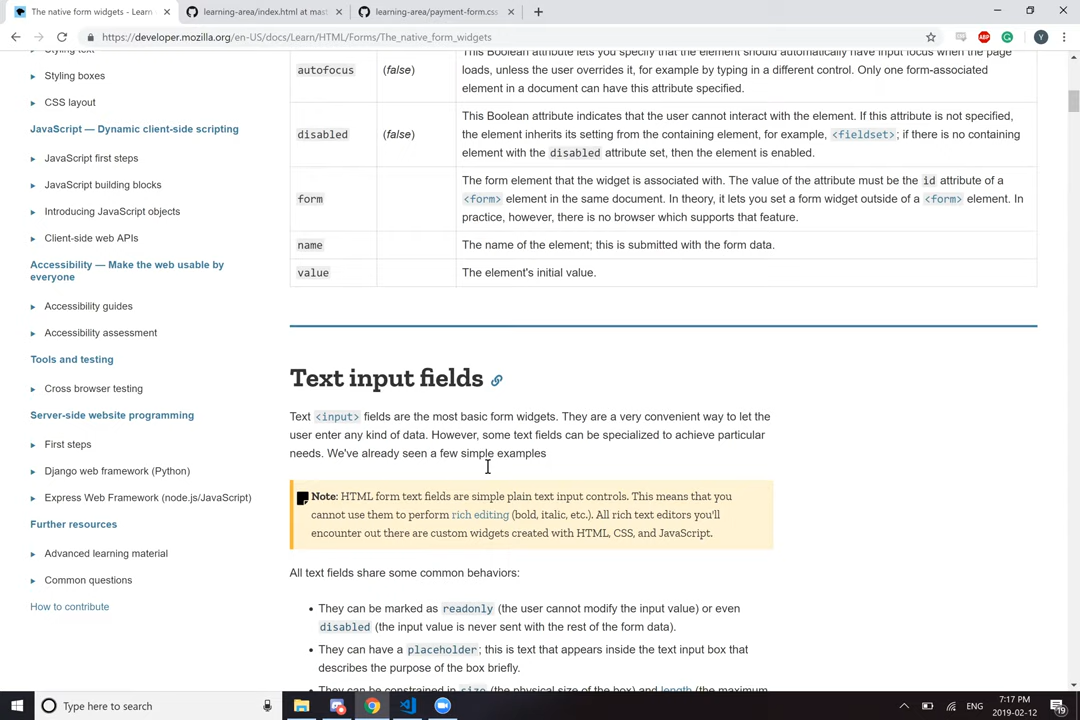 The native form widgets - Learn
learning-area/index.html at mast
learning-area/payment-form.css
https://developer.mozilla.org/en-US/docs/Learn/HTML/Forms/The_native_form_widgets
ABP
Y
Styling text
Styling boxes
CSS layout
JavaScript — Dynamic client-side scripting
JavaScript first steps
JavaScript building blocks
Introducing JavaScript objects
Client-side web APIs
Accessibility — Make the web usable by
everyone
Accessibility guides
Accessibility assessment
Tools and testing
Cross browser testing
Server-side website programming
First steps
Django web framework (Python)
Express Web Framework (node.js/JavaScript)
Further resources
Advanced learning material
Common questions
How to contribute
This Boolean attribute lets you specify that the element should automatically have input focus when the page
autofocus (false) loads, unless the user overrides it, for example by typing in a different control. Only one form-associated
element in a document can have this attribute specified.
This Boolean attribute indicates that the user cannot interact with the element. If this attribute is not specified,
disabled (false) the element inherits its setting from the containing element, for example, <fieldset>; if there is no containing
element with the disabled attribute set, then the element is enabled.
The form element that the widget is associated with. The value of the attribute must be the id attribute of a
form <form> element in the same document. In theory, it lets you set a form widget outside of a <form> element. In
practice, however, there is no browser which supports that feature.
name The name of the element; this is submitted with the form data.
value The element's initial value.
Text input fields
Text <input> fields are the most basic form widgets. They are a very convenient way to let the
user enter any kind of data. However, some text fields can be specialized to achieve particular
needs. We've already seen a few simple examples
Note: HTML form text fields are simple plain text input controls. This means that you
cannot use them to perform rich editing (bold, italic, etc.). All rich text editors you'll
encounter out there are custom widgets created with HTML, CSS, and JavaScript.
All text fields share some common behaviors:
• They can be marked as readonly (the user cannot modify the input value) or even
disabled (the input value is never sent with the rest of the form data).
• They can have a placeholder; this is text that appears inside the text input box that
describes the purpose of the box briefly.
• They can be constrained in size (the physical size of the box) and length (the maximum
Type here to search
ENG
7:17 PM
2019-02-12
19